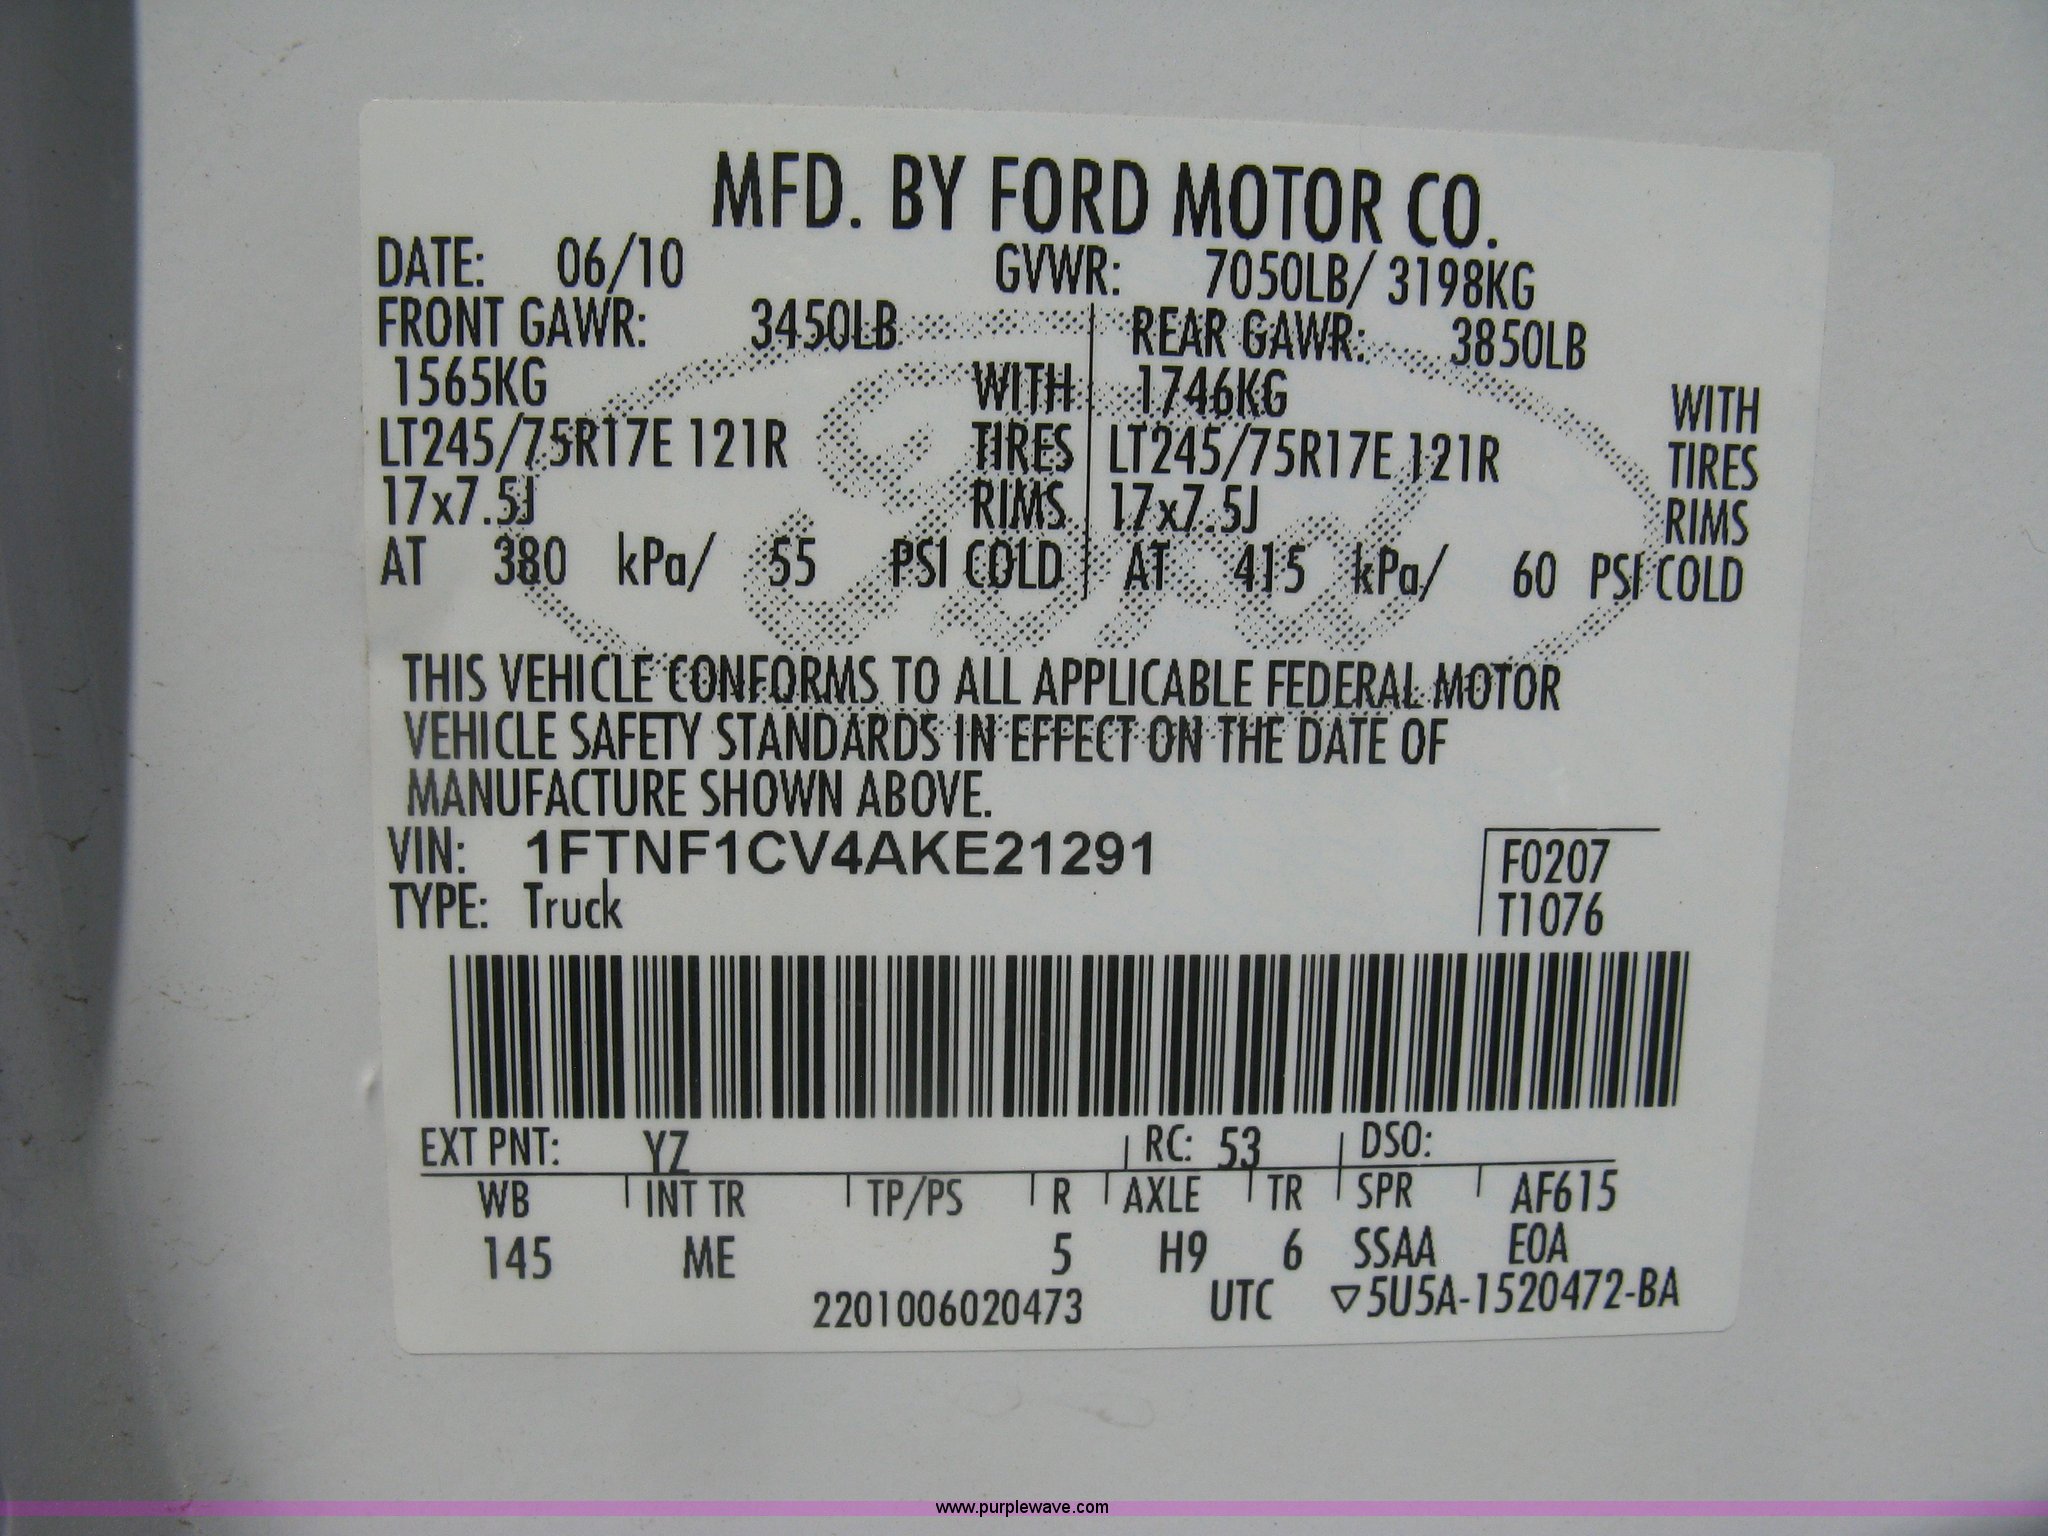 MFD. BY FORD MOTOR CO.
DATE: 06/10 GVWR: 7050LB/ 3198KG
FRONT GAWR: 3450LB REAR GAWR: 3850LB
1565KG WITH 1746KG WITH
LT245/75R17E 121R TIRES LT245/75R17E 121R TIRES
17x7.5J RIMS 17x7.5J RIMS
AT 380 kPa/ 55 PSI COLD AT 415 kPa/ 60 PSI COLD
Ford
THIS VEHICLE CONFORMS TO ALL APPLICABLE FEDERAL MOTOR
VEHICLE SAFETY STANDARDS IN EFFECT ON THE DATE OF
MANUFACTURE SHOWN ABOVE.
VIN: 1FTNF1CV4AKE21291 F0207
TYPE: Truck T1076
EXT PNT: YZ RC: 53 DSO:
WB INT TR TP/PS R AXLE TR SPR AF615
145 ME 5 H9 6 SSAA E0A
2201006020473 UTC ▽5U5A-1520472-BA
www.purplewave.com